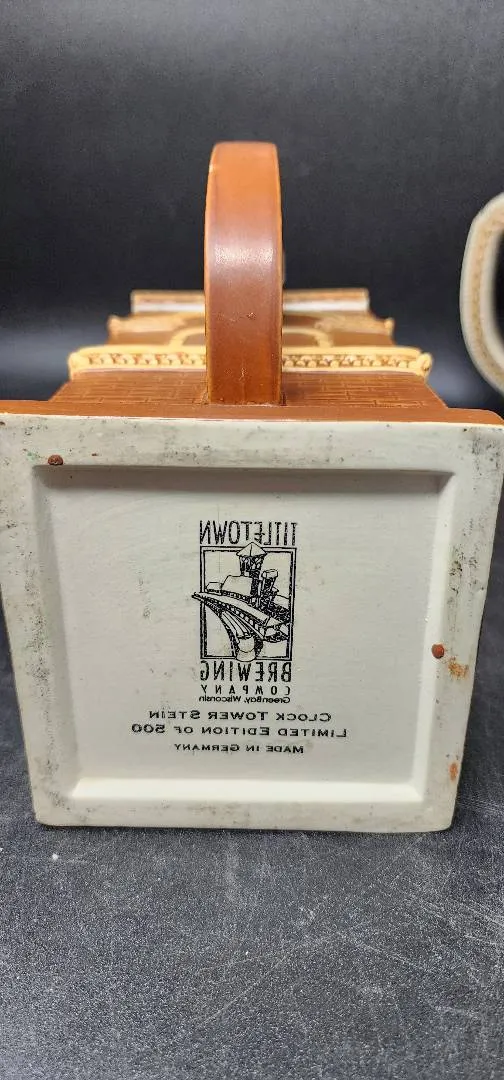 TITLETOWN
BREWING
COMPANY
Green Bay, Wisconsin
CLOCK TOWER STEIN
LIMITED EDITION OF 500
MADE IN GERMANY